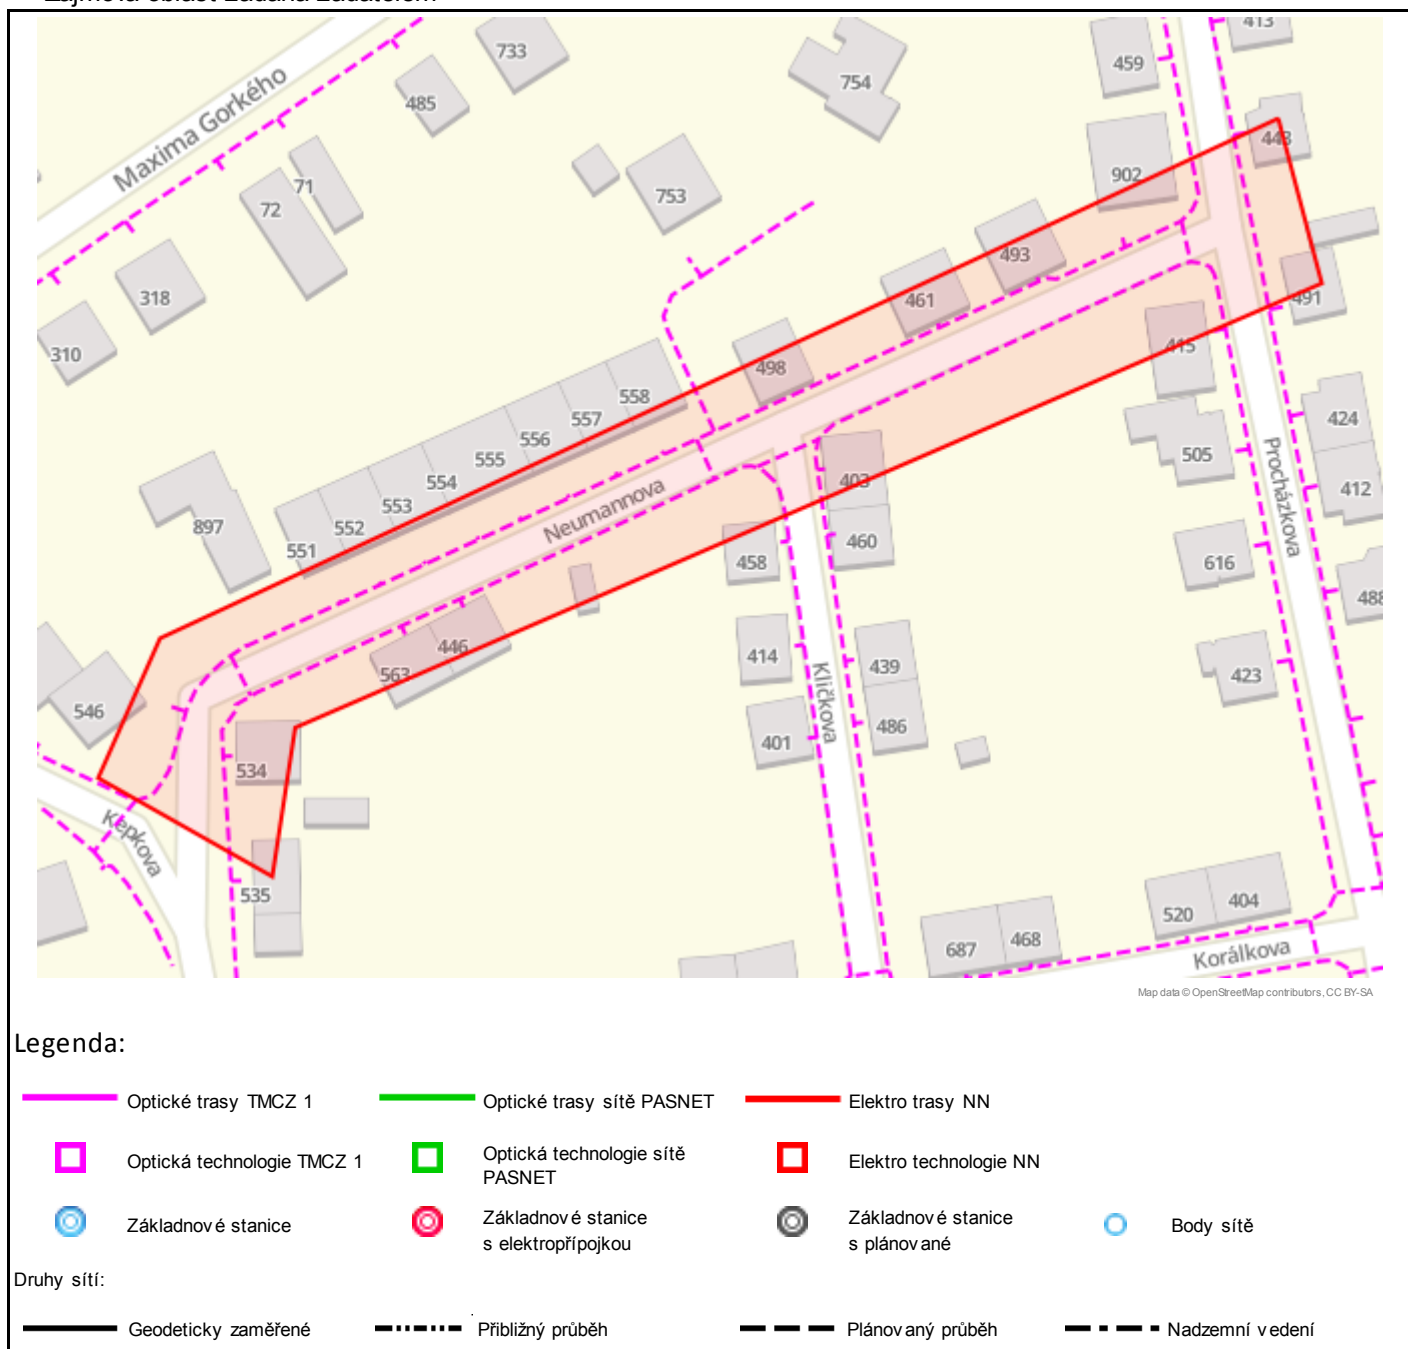 Zájmová oblast zadaná žadatelem
413
733
459
754
485
Maxima Gorkého
443
902
71
753
72
493
318
461
491
310
415
498
558
424
557
556
505
555
403
412
554
Procházkova
553
Neumannova
552
897
460
551
458
616
488
446
414
439
563
423
Kličkova
546
486
401
534
Kepkova
535
404
520
468
687
Korálkova
Map data © OpenStreetMap contributors, CC BY-SA
Legenda:
Optické trasy TMCZ 1
Optické trasy sítě PASNET
Elektro trasy NN
Optická technologie TMCZ 1
Optická technologie sítě
PASNET
Elektro technologie NN
Základnové stanice
Základnové stanice
s elektropřípojkou
Základnové stanice
s plánované
Body sítě
Druhy sítí:
Geodeticky zaměřené
Přibližný průběh
Plánovaný průběh
Nadzemní vedení